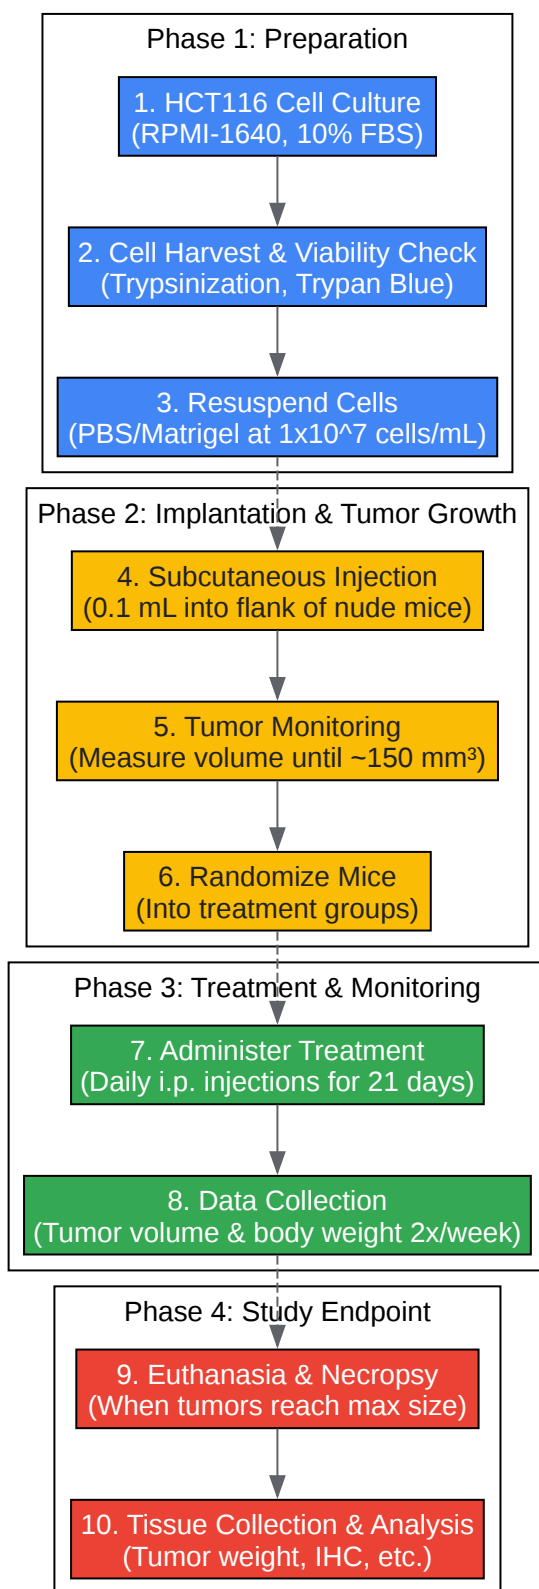 Phase 1: Preparation
1. HCT116 Cell Culture
(RPMI-1640, 10% FBS)
2. Cell Harvest & Viability Check
(Trypsinization, Trypan Blue)
3. Resuspend Cells
(PBS/Matrigel at 1x10^7 cells/mL)
Phase 2: Implantation & Tumor Growth
4. Subcutaneous Injection
(0.1 mL into flank of nude mice)
5. Tumor Monitoring
(Measure volume until ~150 mm³)
6. Randomize Mice
(Into treatment groups)
Phase 3: Treatment & Monitoring
7. Administer Treatment
(Daily i.p. injections for 21 days)
8. Data Collection
(Tumor volume & body weight 2x/week)
Phase 4: Study Endpoint
9. Euthanasia & Necropsy
(When tumors reach max size)
10. Tissue Collection & Analysis
(Tumor weight, IHC, etc.)